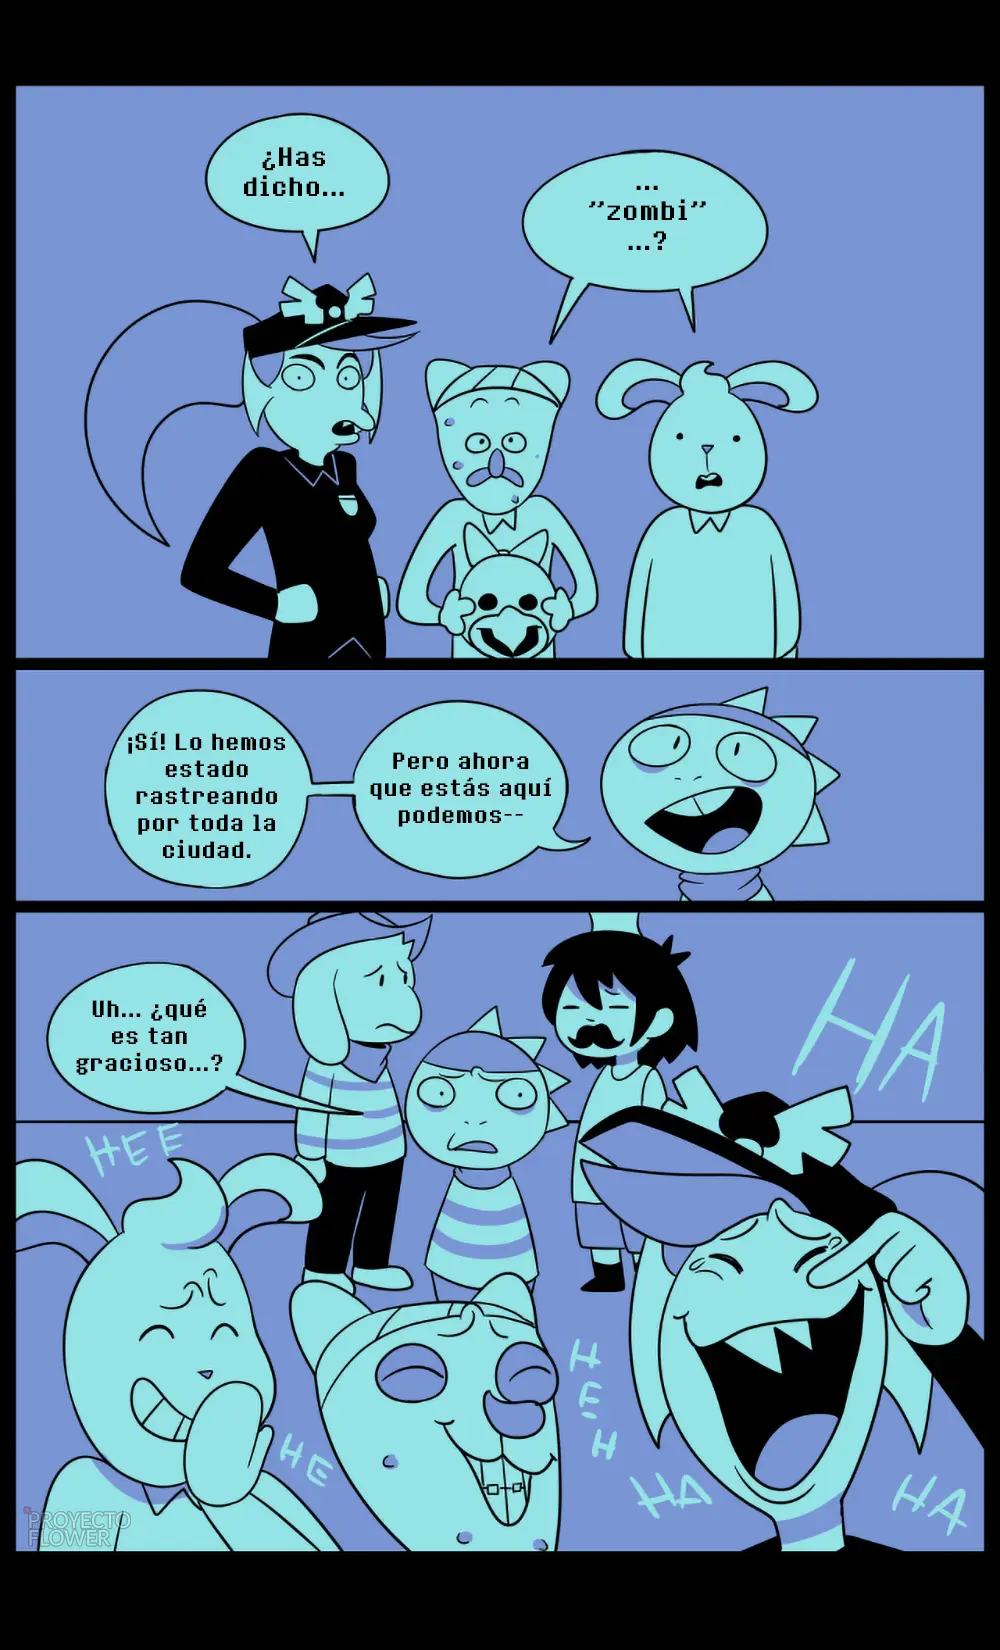 ¿Has
dicho...
...
"zombi"
...?
¡Sí! Lo hemos
estado
rastreando
por toda la
ciudad.
Pero ahora
que estás aquí
podemos--
Uh... ¿qué
es tan
gracioso...?
HA
HEE
HE
HEH
HA
HA
PROYECTO
FLOWER